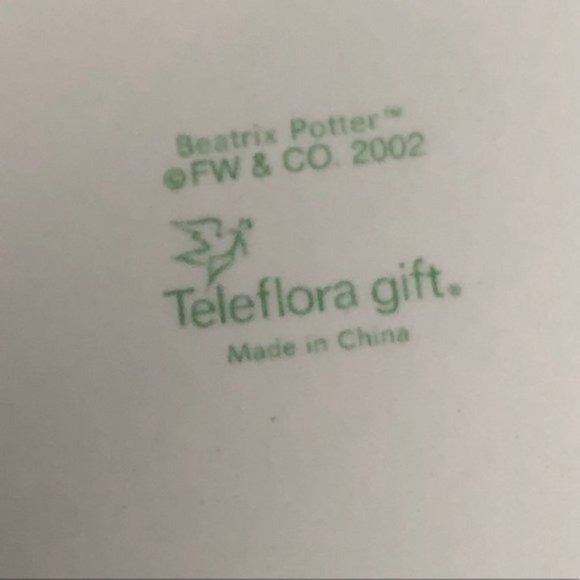 Beatrix Potter™
©FW & CO. 2002
Teleflora gift.
Made in China